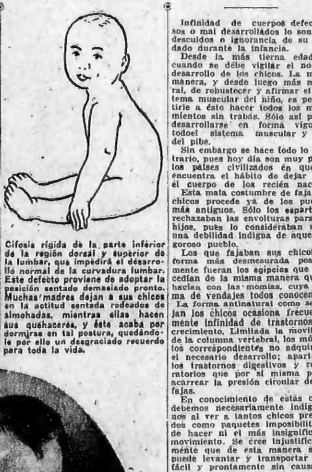 Cifosis rígida de la parte inferior
de la región dorsal y superior de
la lumbar, que impedirá el desarro-
llo normal de la curvadura lumbar.
Este defecto proviene de adoptar la
posición sentado demasiado pronto.
Muchas madres dejan a sus chicos
en la actitud sentada rodeados de
almohadas, mientras ellas hacen
sus quehaceres, y éste acaba por
dormirse en tal postura, quedándo-
le por ello un desgraciado recuerdo
para toda la vida.
Infinidad de cuerpos defec
sos o mal desarrollados lo son
descuidos o ignorancia de su
dado durante la infancia.
Desde la más tierna edad
cuando se debe vigilar el no
desarrollo de los chicos. La m
manera, y desde luego más n
ral, de robustecer y afirmar el
tema muscular del niño, es pe
tirle a ésto hacer todos los m
mientos sin trabas. Sólo así p
desarrollarse en forma vigo
todoel sistema muscular y
del pibe.
Sin embargo se hace todo lo
trario, pues hoy día son muy p
los países civilizados en que
encuentra el hábito de dejar
el cuerpo de los recién nac
Esta mala costumbre de faja
chicos procede ya de los pue
más antiguos. Sólo los espart
rechazaban las envolturas para
hijos, pues lo consideraban
una debilidad indigna de aque
goroso pueblo.
Los que fajaban sus chicos
forma más desmesurada pos
mente fueran los egipcios que
cedían de la misma manera qu
hacían con las momias, cuya
ma de vendajes todos conocen
La forma antinatural como se
jan los chicos ocasiona frecue
mente infinidad de trastornos
crecimiento. Limitada la movil
de la columna vertebral, los mú
los correspondientes no adqui
el necesario desarrollo; aparte
los trastornos digestivos y re
ratorios que por sí misma p
acarrear la presión circular de
fajas.
En conocimiento de estas c
debemos necesariamente indig
nos al ver a tantos chicos pre
dos como paquetes imposibilit
de hacer ni el más insignific
movimiento. Se cree injustific
mente que de esta manera s
puede levantar y transportar
fácil y prontamente sin caus